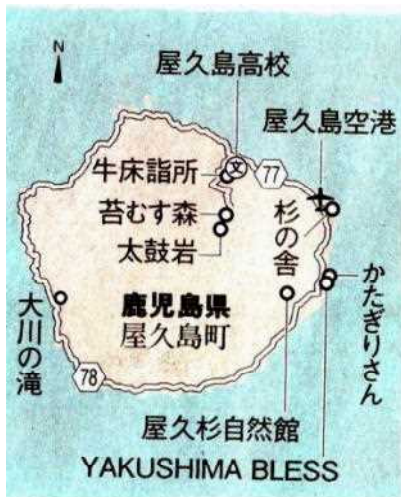 N
屋久島高校
文
77
屋久島空港
牛床詣所
苔むす森
太鼓岩
杉の舎
かたぎりさん
大川の滝
鹿児島県
屋久島町
78
屋久杉自然館
YAKUSHIMA BLESS